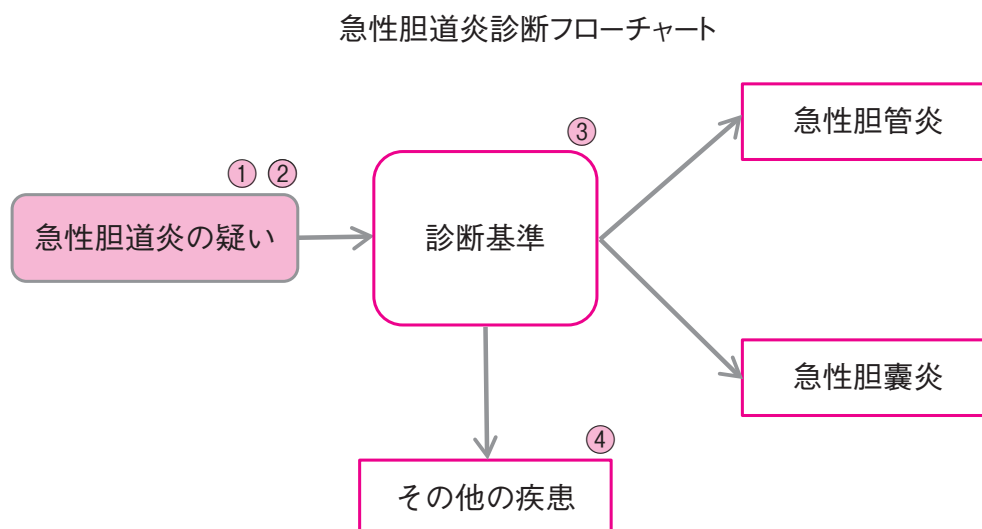 急性胆道炎診断フローチャート
急性胆管炎
③
① ②
急性胆道炎の疑い
診断基準
急性胆嚢炎
④
その他の疾患